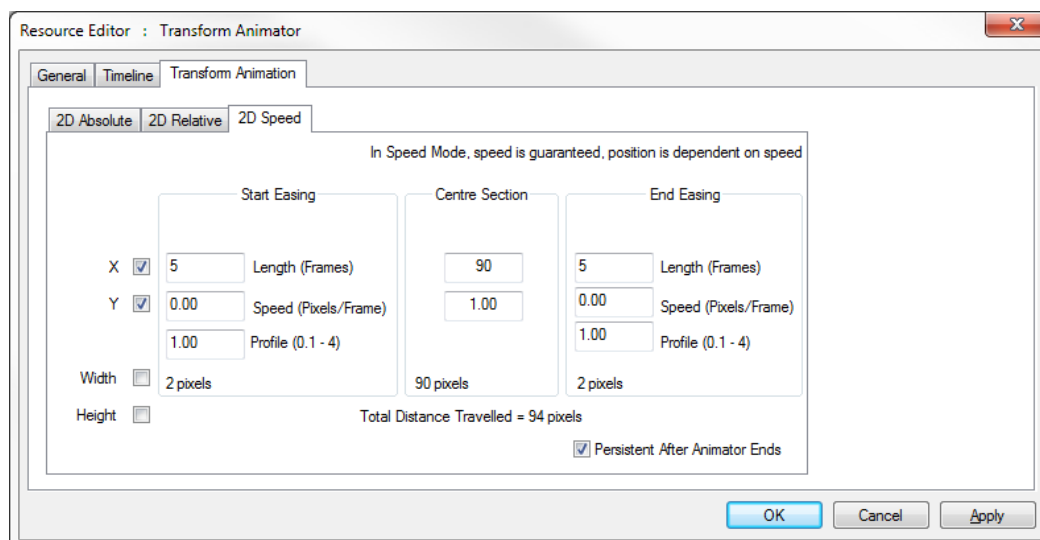 Resource Editor : Transform Animator
X
General Timeline Transform Animation
2D Absolute 2D Relative 2D Speed
In Speed Mode, speed is guaranteed, position is dependent on speed
Start Easing Centre Section End Easing
X 5 Length (Frames) 90 5 Length (Frames)
Y 0.00 Speed (Pixels/Frame) 1.00 0.00 Speed (Pixels/Frame)
1.00 Profile (0.1 - 4) 1.00 Profile (0.1 - 4)
Width 2 pixels 90 pixels 2 pixels
Height Total Distance Travelled = 94 pixels
Persistent After Animator Ends
OK Cancel Apply